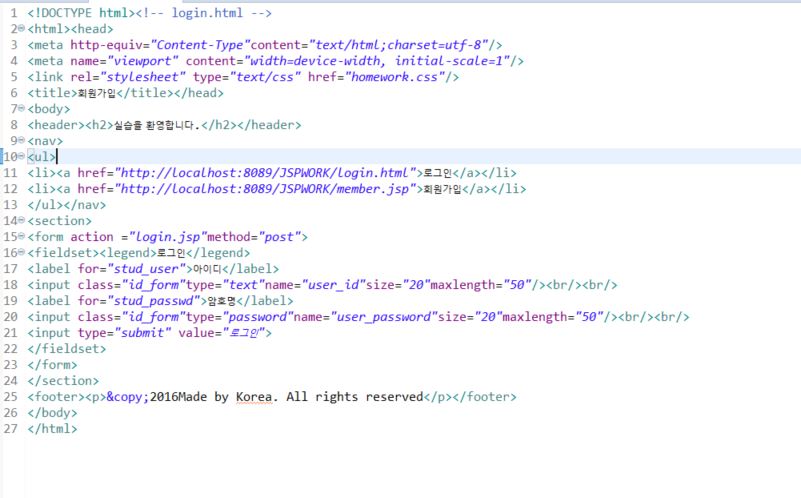 1 <!DOCTYPE html><!-- login.html -->
2 <html><head>
3 <meta http-equiv="Content-Type"content="text/html;charset=utf-8"/>
4 <meta name="viewport" content="width=device-width, initial-scale=1"/>
5 <link rel="stylesheet" type="text/css" href="homework.css"/>
6 <title>회원가입</title></head>
7 <body>
8 <header><h2>실습을 환영합니다.</h2></header>
9 <nav>
10 <ul>
11 <li><a href="http://localhost:8089/JSPWORK/login.html">로그인</a></li>
12 <li><a href="http://localhost:8089/JSPWORK/member.jsp">회원가입</a></li>
13 </ul></nav>
14 <section>
15 <form action ="login.jsp"method="post">
16 <fieldset><legend>로그인</legend>
17 <label for="stud_user">아이디</label>
18 <input class="id_form"type="text"name="user_id"size="20"maxlength="50"/><br/><br/>
19 <label for="stud_passwd">암호명</label>
20 <input class="id_form"type="password"name="user_password"size="20"maxlength="50"/><br/><br/>
21 <input type="submit" value="로그인">
22 </fieldset>
23 </form>
24 </section>
25 <footer><p>&copy;2016Made by Korea. All rights reserved</p></footer>
26 </body>
27 </html>